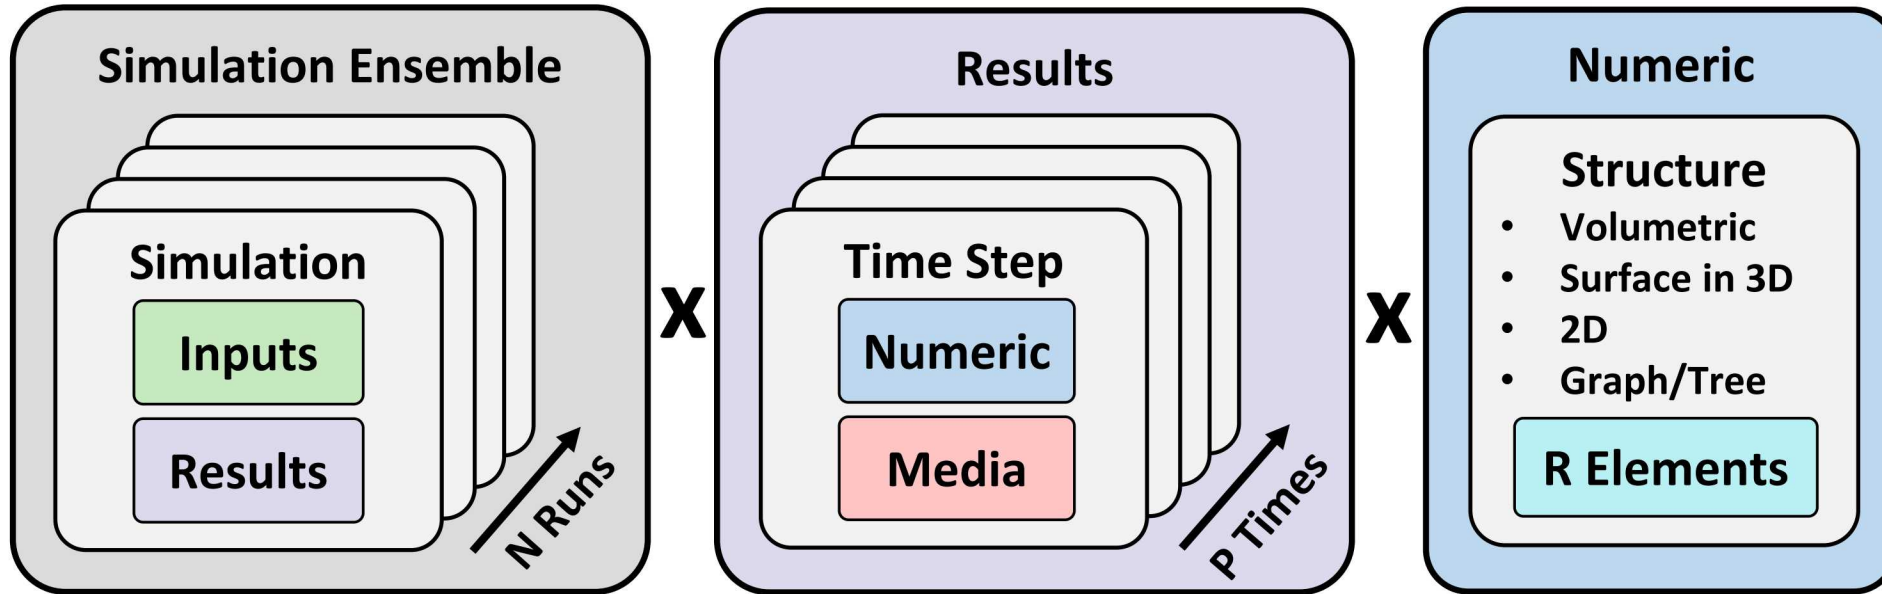 Simulation Ensemble
Simulation
Inputs
Results
N Runs
X
Results
Time Step
Numeric
Media
P Times
X
Numeric
Structure
• Volumetric
• Surface in 3D
• 2D
• Graph/Tree
R Elements